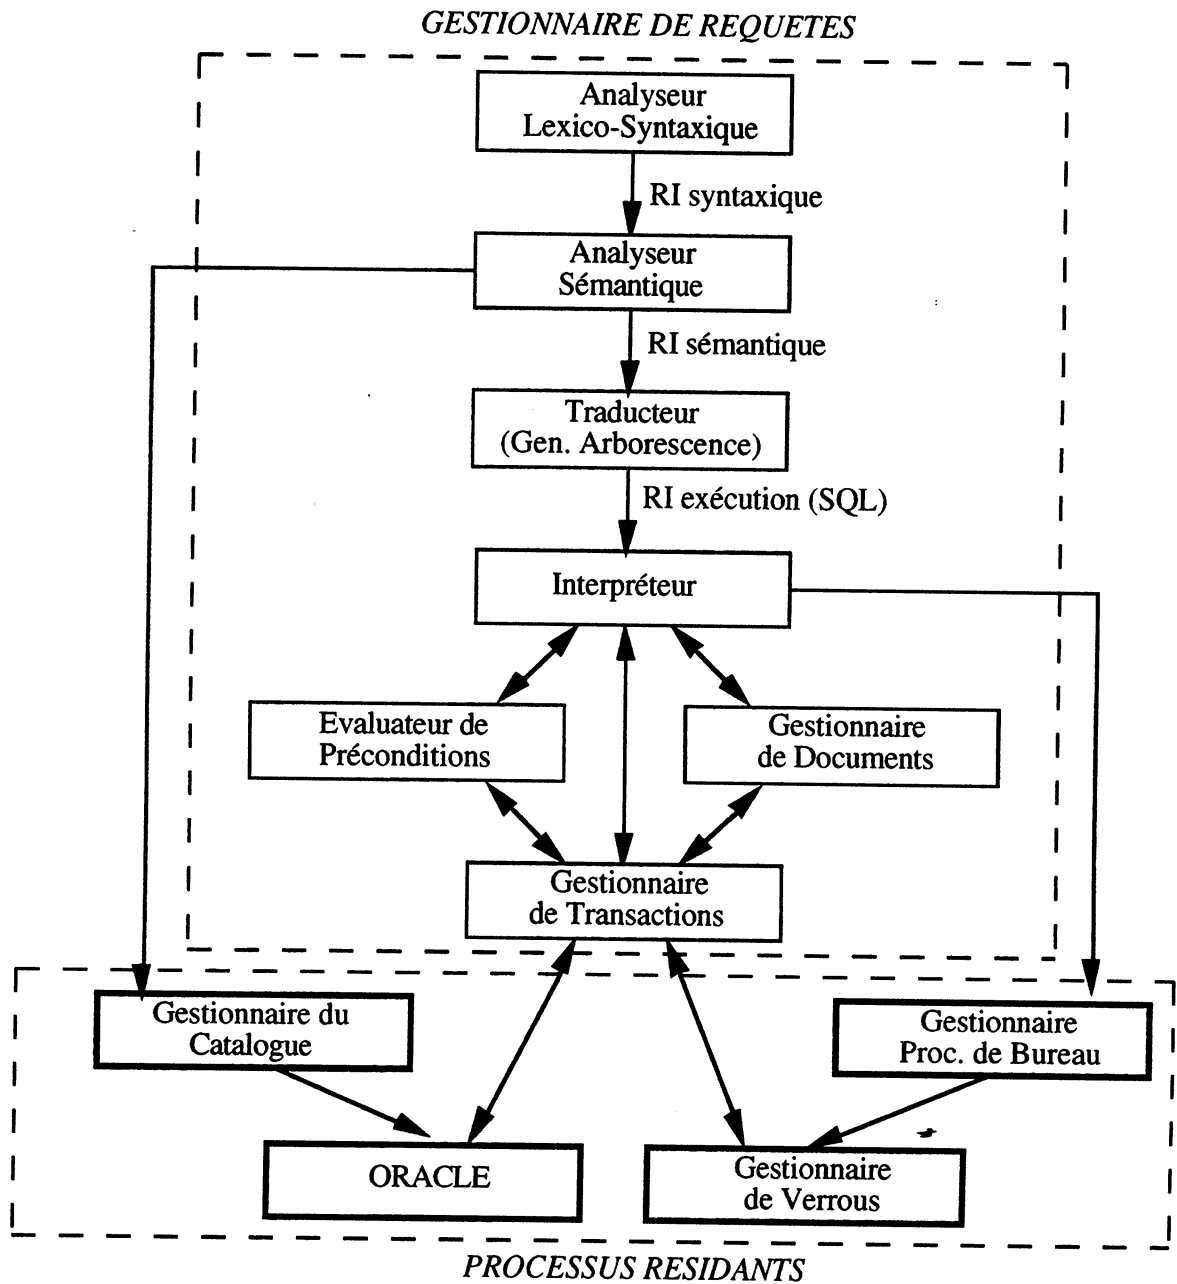 GESTIONNAIRE DE REQUETES
Analyseur
Lexico-Syntaxique
RI syntaxique
Analyseur
Sémantique
RI sémantique
Traducteur
(Gen. Arborescence)
RI exécution (SQL)
Interpréteur
Evaluateur de
Préconditions
Gestionnaire
de Documents
Gestionnaire
de Transactions
Gestionnaire du
Catalogue
Gestionnaire
Proc. de Bureau
ORACLE
Gestionnaire
de Verrous
PROCESSUS RESIDANTS